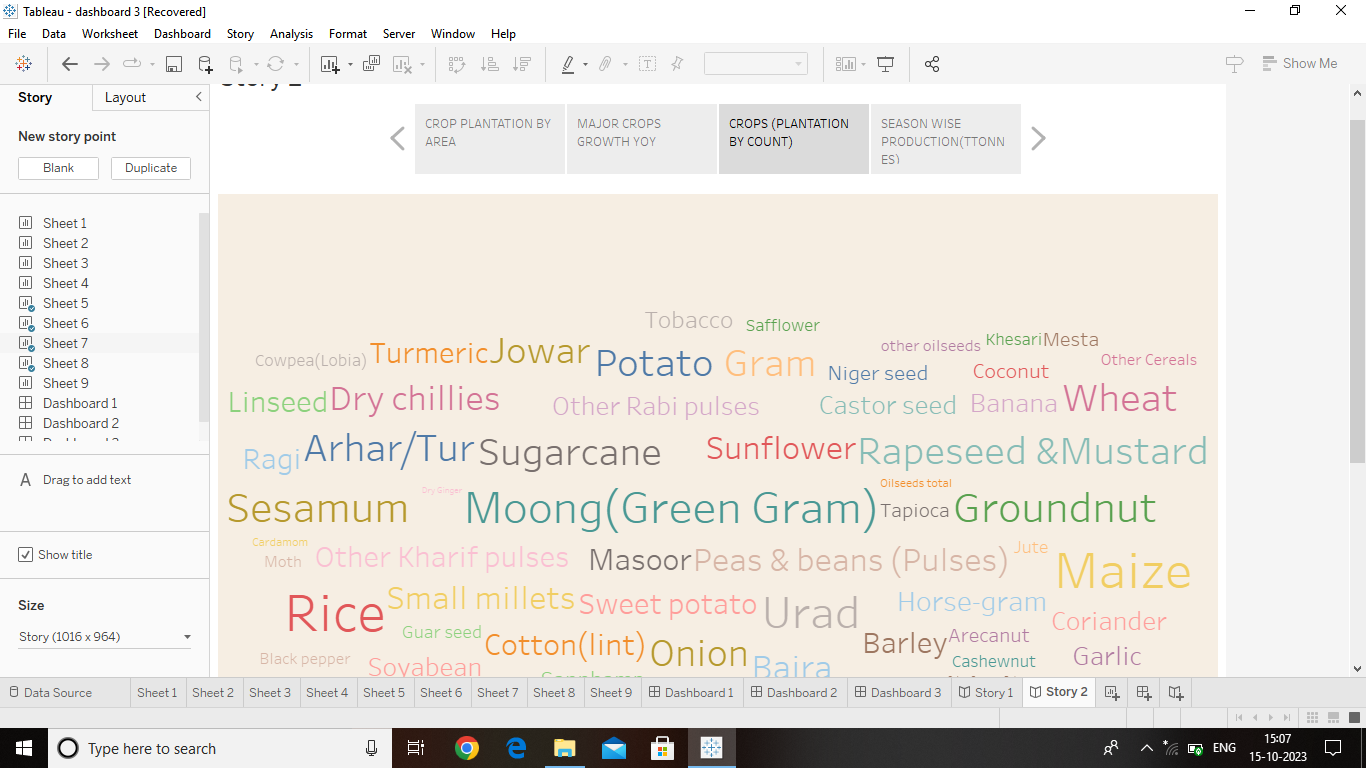 Tableau - dashboard 3 [Recovered]
File Data Worksheet Dashboard Story Analysis Format Server Window Help
Show Me
Story
Layout
New story point
Blank
Duplicate
Sheet 1
Sheet 2
Sheet 3
Sheet 4
Sheet 5
Sheet 6
Sheet 7
Sheet 8
Sheet 9
Dashboard 1
Dashboard 2
A Drag to add text
Show title
Size
Story (1016 x 964)
CROP PLANTATION BY
AREA
MAJOR CROPS
GROWTH YOY
CROPS (PLANTATION
BY COUNT)
SEASON WISE
PRODUCTION(TTONN
ES)
Tobacco Safflower
Cowpea(Lobia) Turmeric Jowar Potato Gram other oilseeds Khesari Mesta
Niger seed Coconut Other Cereals
Linseed Dry chillies Other Rabi pulses Castor seed Banana Wheat
Ragi Arhar/Tur Sugarcane Sunflower Rapeseed &Mustard
Sesamum Dry Ginger Moong(Green Gram) Oilseeds total Tapioca Groundnut
Cardamom
Moth Other Kharif pulses Masoor Peas & beans (Pulses) Jute Maize
Rice Small millets Sweet potato Urad Horse-gram Coriander
Guar seed Cotton(lint) Onion Barley Arecanut
Black pepper Soyabean Bajra Cashewnut Garlic
Data Source Sheet 1 Sheet 2 Sheet 3 Sheet 4 Sheet 5 Sheet 6 Sheet 7 Sheet 8 Sheet 9 Dashboard 1 Dashboard 2 Dashboard 3 Story 1 Story 2
Type here to search
ENG
15:07
15-10-2023